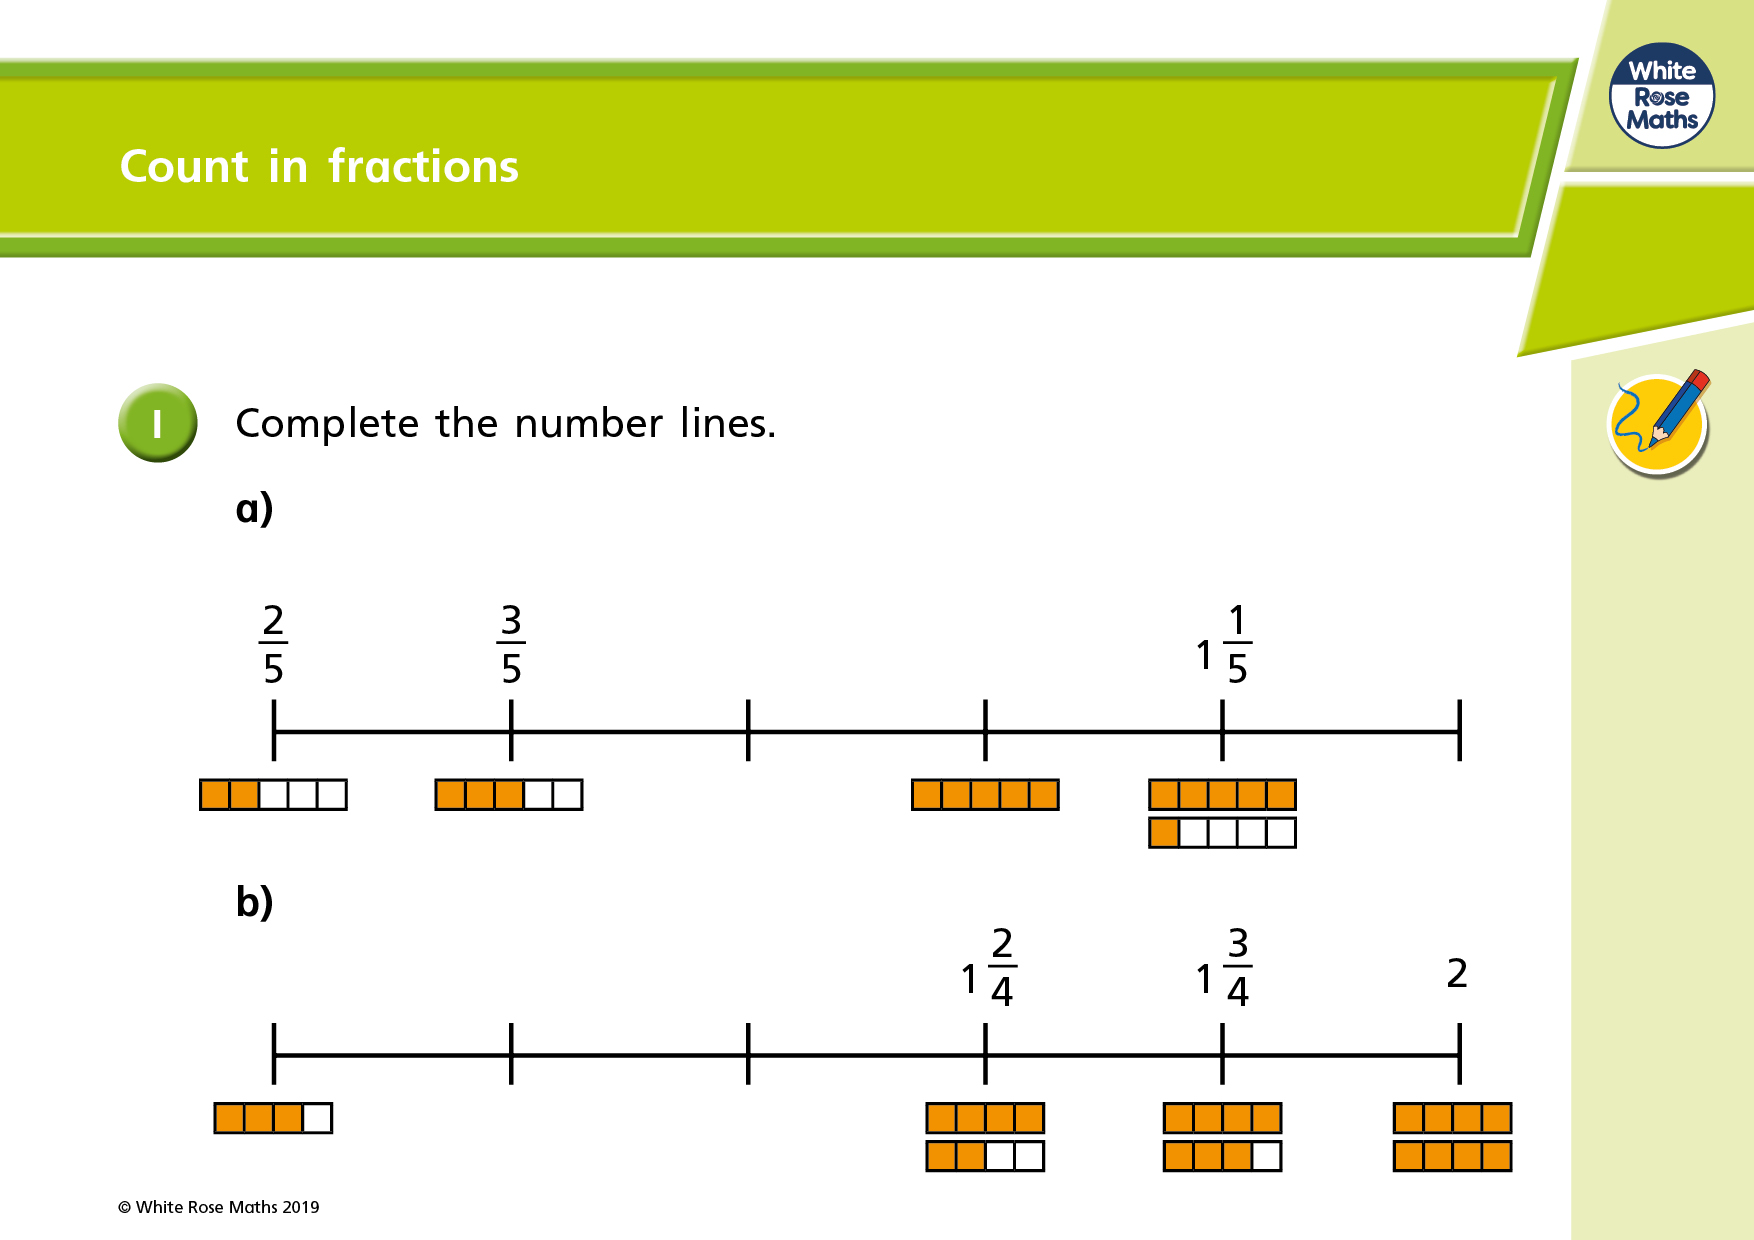 White
Rose
Maths
Count in fractions
1 Complete the number lines.
a)
2/5 3/5 1 1/5
b)
1 2/4 1 3/4 2
© White Rose Maths 2019